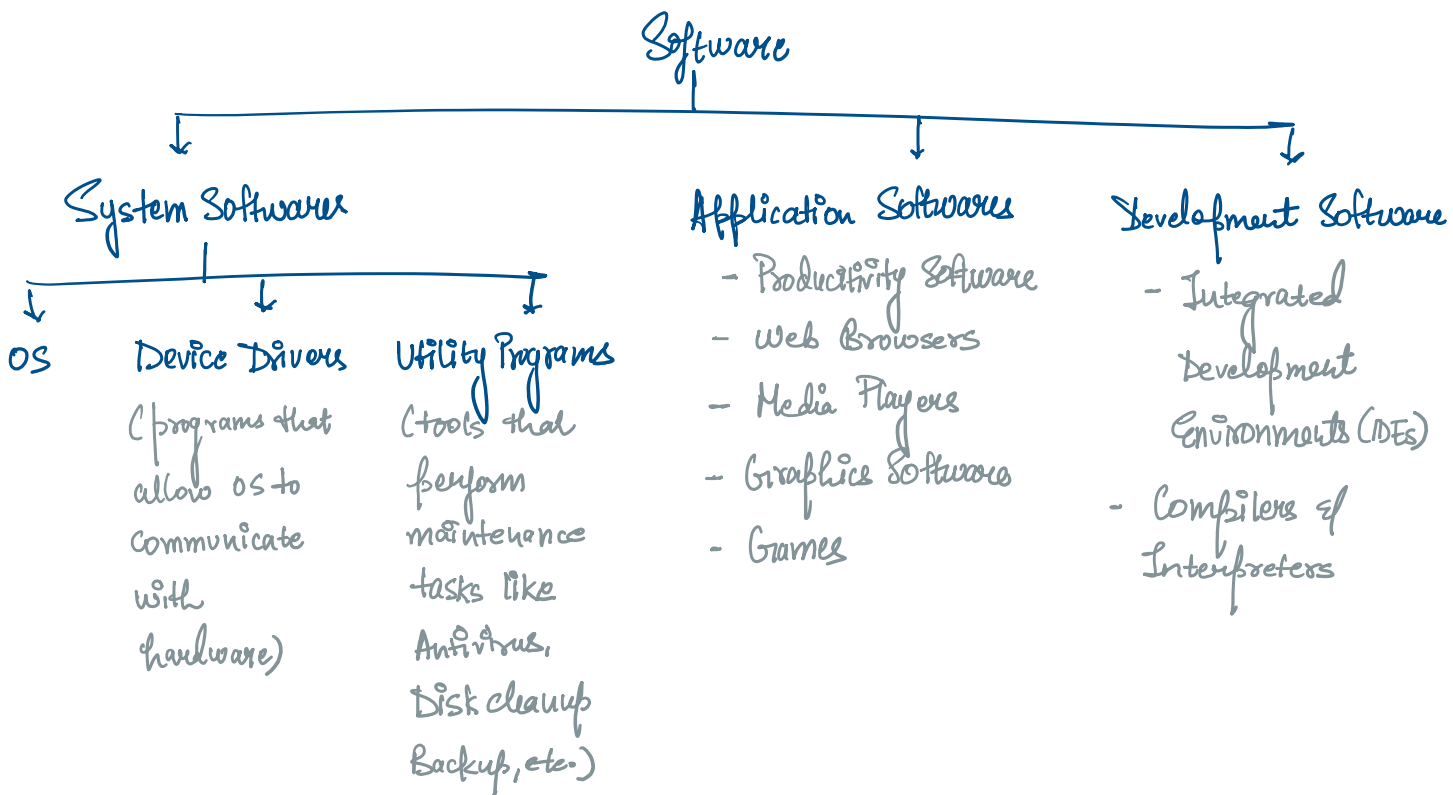 Software
System Softwares
Application Softwares
Development Software
OS
Device Drivers
(programs that
allow OS to
communicate
with
hardware)
Utility Programs
(tools that
perform
maintenance
tasks like
Antivirus,
Disk cleanup
Backup, etc.)
- Productivity Software
- Web Browsers
- Media Players
- Graphics Software
- Games
- Integrated
Development
Environments (IDEs)
- Compilers &
Interpreters